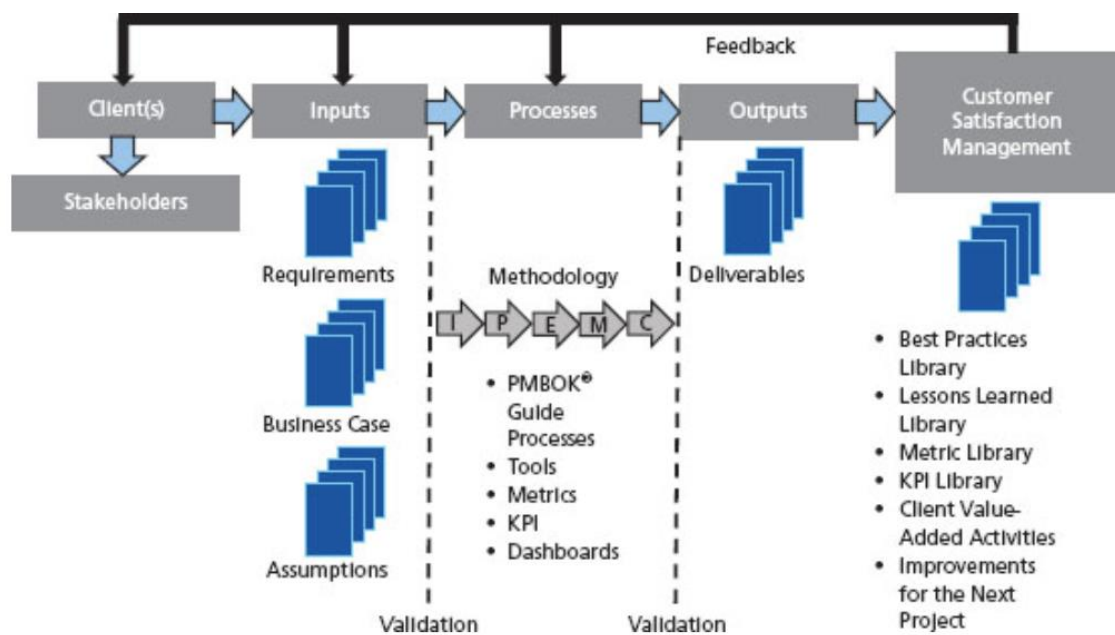 Feedback
Client(s)
Inputs
Processes
Outputs
Customer
Satisfaction
Management
Stakeholders
Requirements
Business Case
Assumptions
Methodology
I P E M C
• PMBOK®
Guide
Processes
• Tools
• Metrics
• KPI
• Dashboards
Deliverables
• Best Practices
Library
• Lessons Learned
Library
• Metric Library
• KPI Library
• Client Value-
Added Activities
• Improvements
for the Next
Project
Validation
Validation